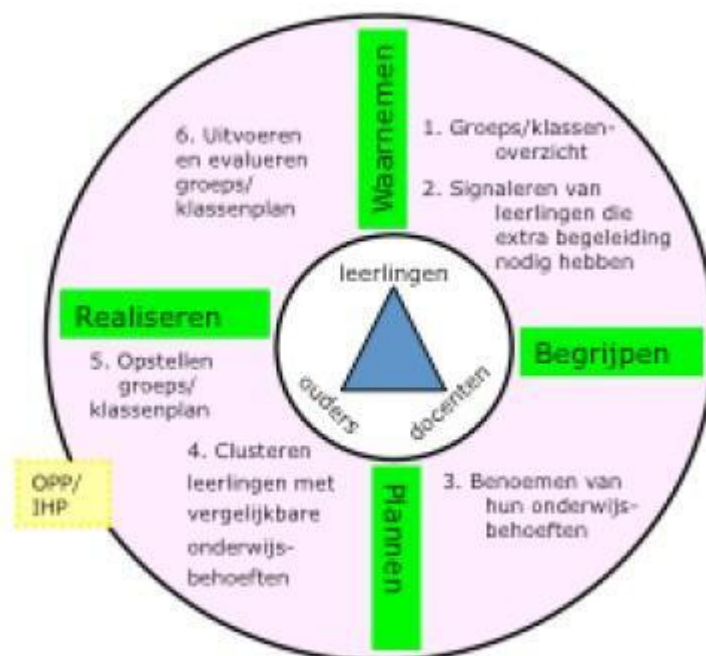 Waarnemen
1. Groeps/klassen-
overzicht
2. Signaleren van
leerlingen die
extra begeleiding
nodig hebben
Begrijpen
3. Benoemen van
hun onderwijs-
behoeften
Plannen
4. Clusteren
leerlingen met
vergelijkbare
onderwijs-
behoeften
OPP/
IHP
5. Opstellen
groeps/
klassenplan
Realiseren
6. Uitvoeren
en evalueren
groeps/
klassenplan
leerlingen
ouders
docenten